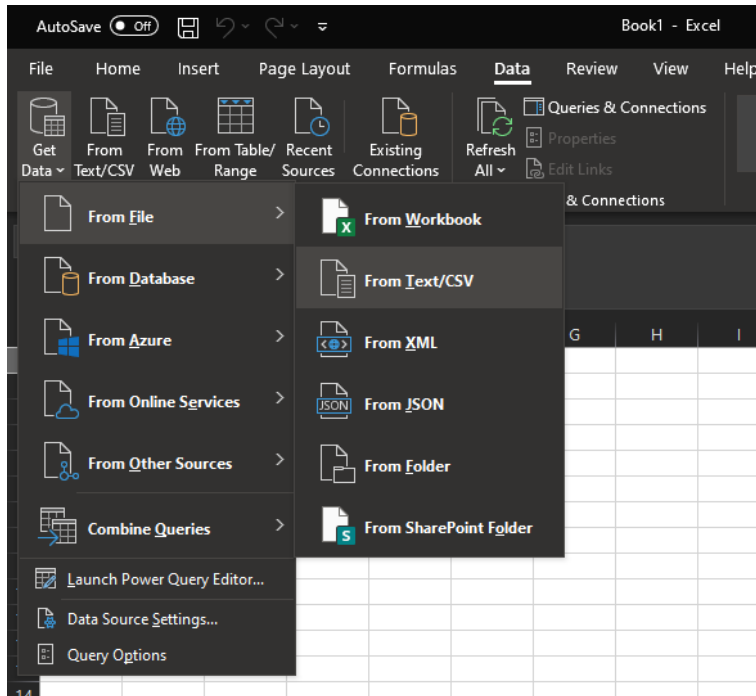 AutoSave Off Book1 - Excel
File Home Insert Page Layout Formulas Data Review View Help
Get Data From Text/CSV From Web From Table/ Range Recent Sources Existing Connections Refresh All Queries & Connections
Properties
Edit Links
& Connections
From File
From Database
From Azure
From Online Services
From Other Sources
Combine Queries
Launch Power Query Editor...
Data Source Settings...
Query Options
From Workbook
From Text/CSV
From XML
From JSON
JSON
From Folder
From SharePoint Folder
X
S
G H I
14